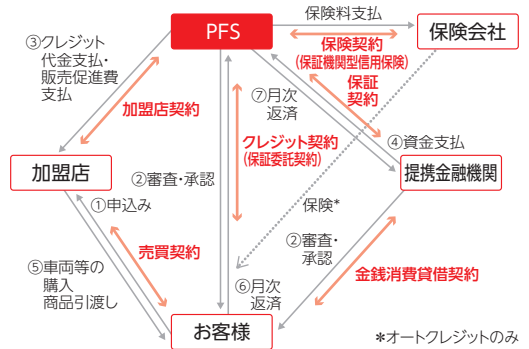 PFS
保険料支払
保険会社
保険契約
(保証機関型信用保険)
保証
契約
③クレジット
代金支払・
販売促進費
支払
加盟店契約
⑦月次
返済
クレジット契約
(保証委託契約)
④資金支払
加盟店
②審査・承認
提携金融機関
①申込み
保険*
売買契約
②審査・
承認
金銭消費貸借契約
⑤車両等の
購入
商品引渡し
⑥月次
返済
お客様
*オートクレジットのみ